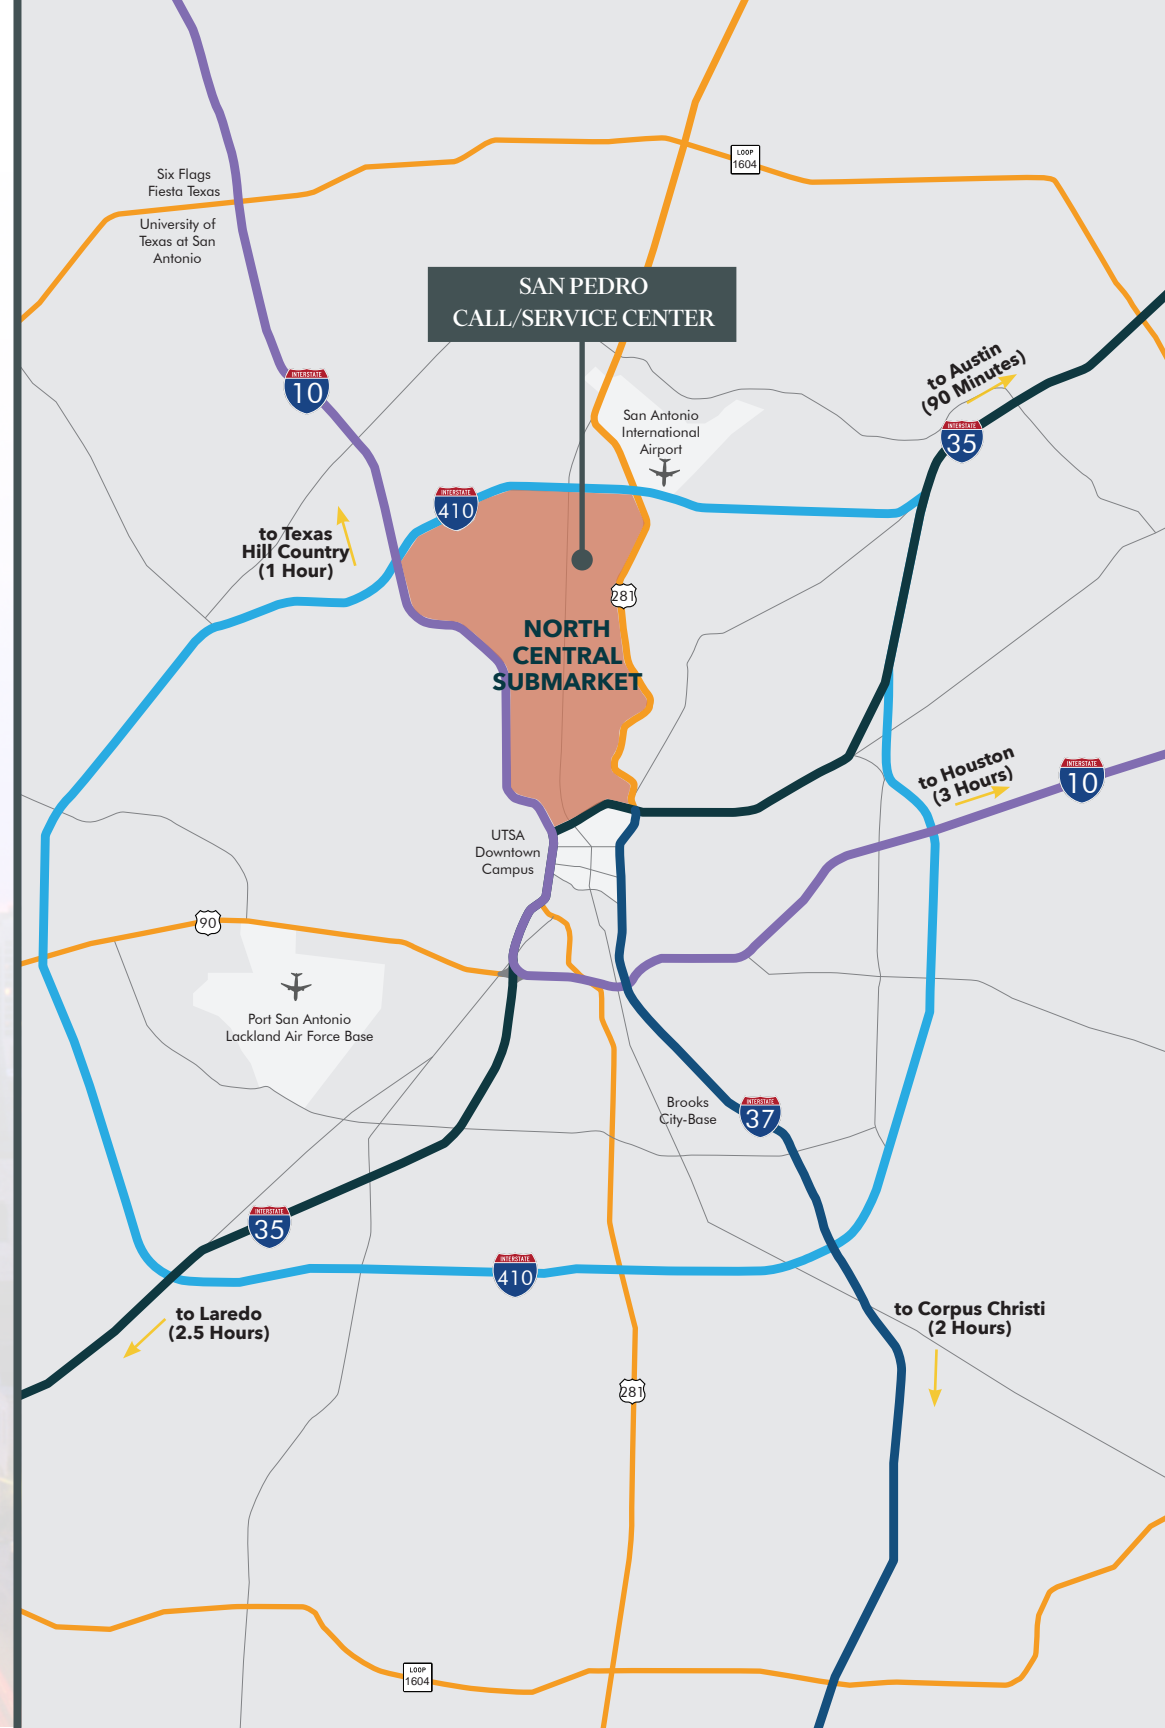 LOOP
1604
Six Flags
Fiesta Texas
University of
Texas at San
Antonio
SAN PEDRO
CALL/SERVICE CENTER
to Austin
(90 Minutes)
INTERSTATE
10
San Antonio
International
Airport
INTERSTATE
35
INTERSTATE
410
to Texas
Hill Country
(1 Hour)
281
NORTH
CENTRAL
SUBMARKET
to Houston
(3 Hours)
INTERSTATE
10
UTSA
Downtown
Campus
90
Port San Antonio
Lackland Air Force Base
Brooks
City-Base
INTERSTATE
37
INTERSTATE
35
INTERSTATE
410
to Laredo
(2.5 Hours)
to Corpus Christi
(2 Hours)
281
LOOP
1604